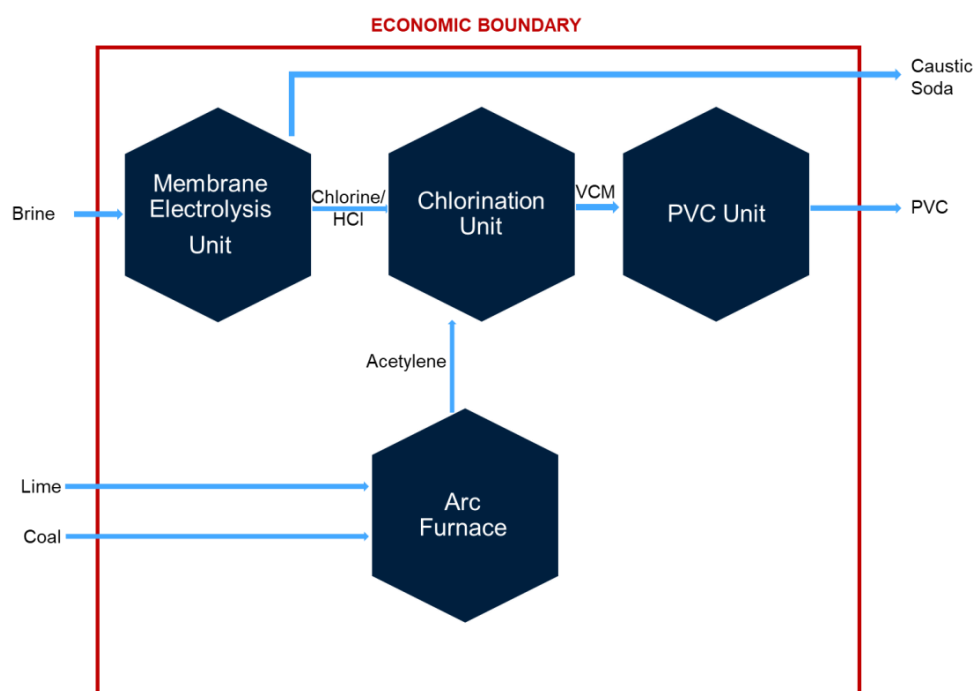 ECONOMIC BOUNDARY
Caustic
Soda
Membrane
Electrolysis
Unit
Brine
Chlorine/
HCl
Chlorination
Unit
VCM
PVC Unit
PVC
Acetylene
Lime
Coal
Arc
Furnace